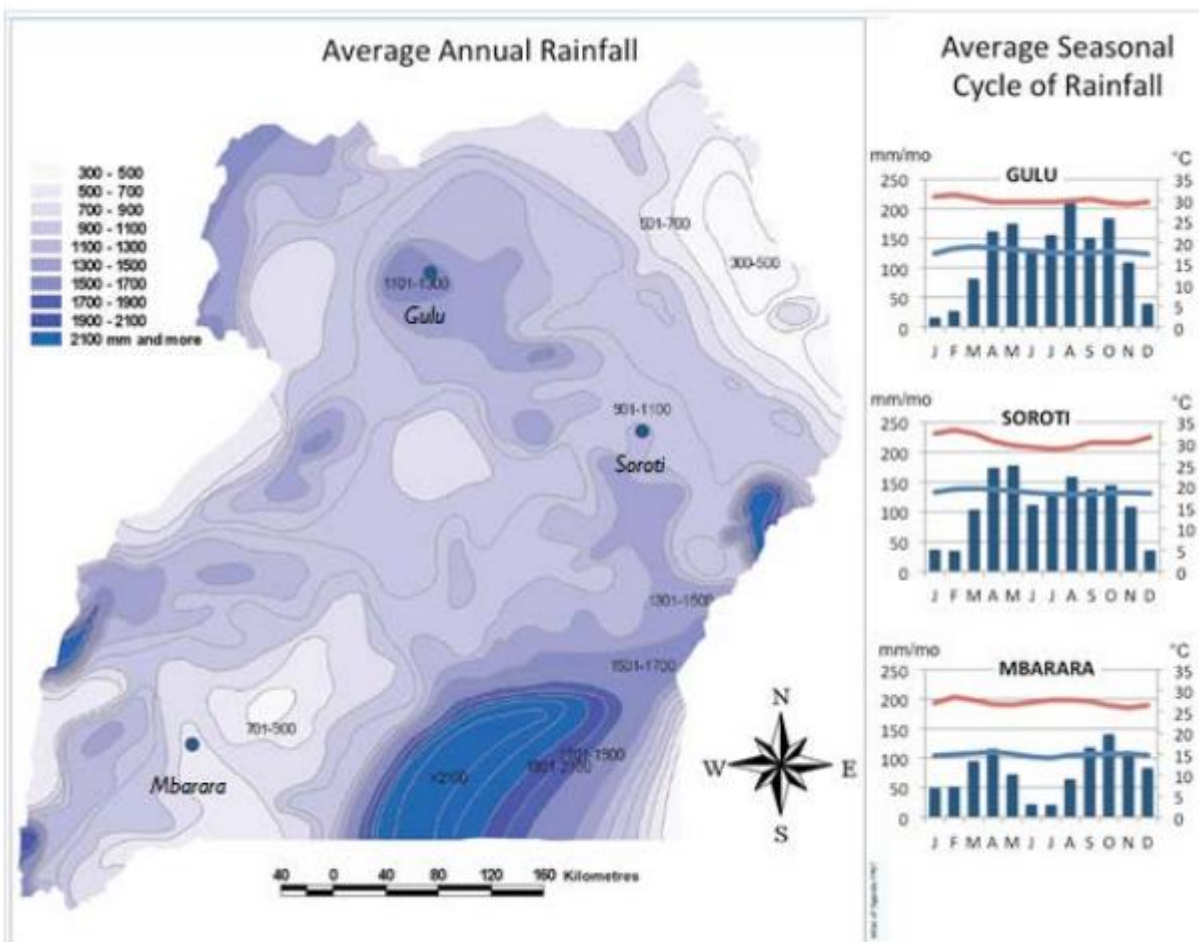 Average Annual Rainfall
300 - 500
500 - 700
700 - 900
900 - 1100
1100 - 1300
1300 - 1500
1500 - 1700
1700 - 1900
1900 - 2100
2100 mm and more
501-700
300-500
1101-1300
Gulu
901-1100
Soroti
1301-1500
1501-1700
701-900
>2100
Mbarara
N
W E
S
40 0 40 80 120 160 Kilometres
Average Seasonal
Cycle of Rainfall
mm/mo °C
GULU
250 35
200 30
150 25
100 20
50 15
0 10
5
0
J F M A M J J A S O N D
mm/mo °C
SOROTI
250 35
200 30
150 25
100 20
50 15
0 10
5
0
J F M A M J J A S O N D
mm/mo °C
MBARARA
250 35
200 30
150 25
100 20
50 15
0 10
5
0
J F M A M J J A S O N D